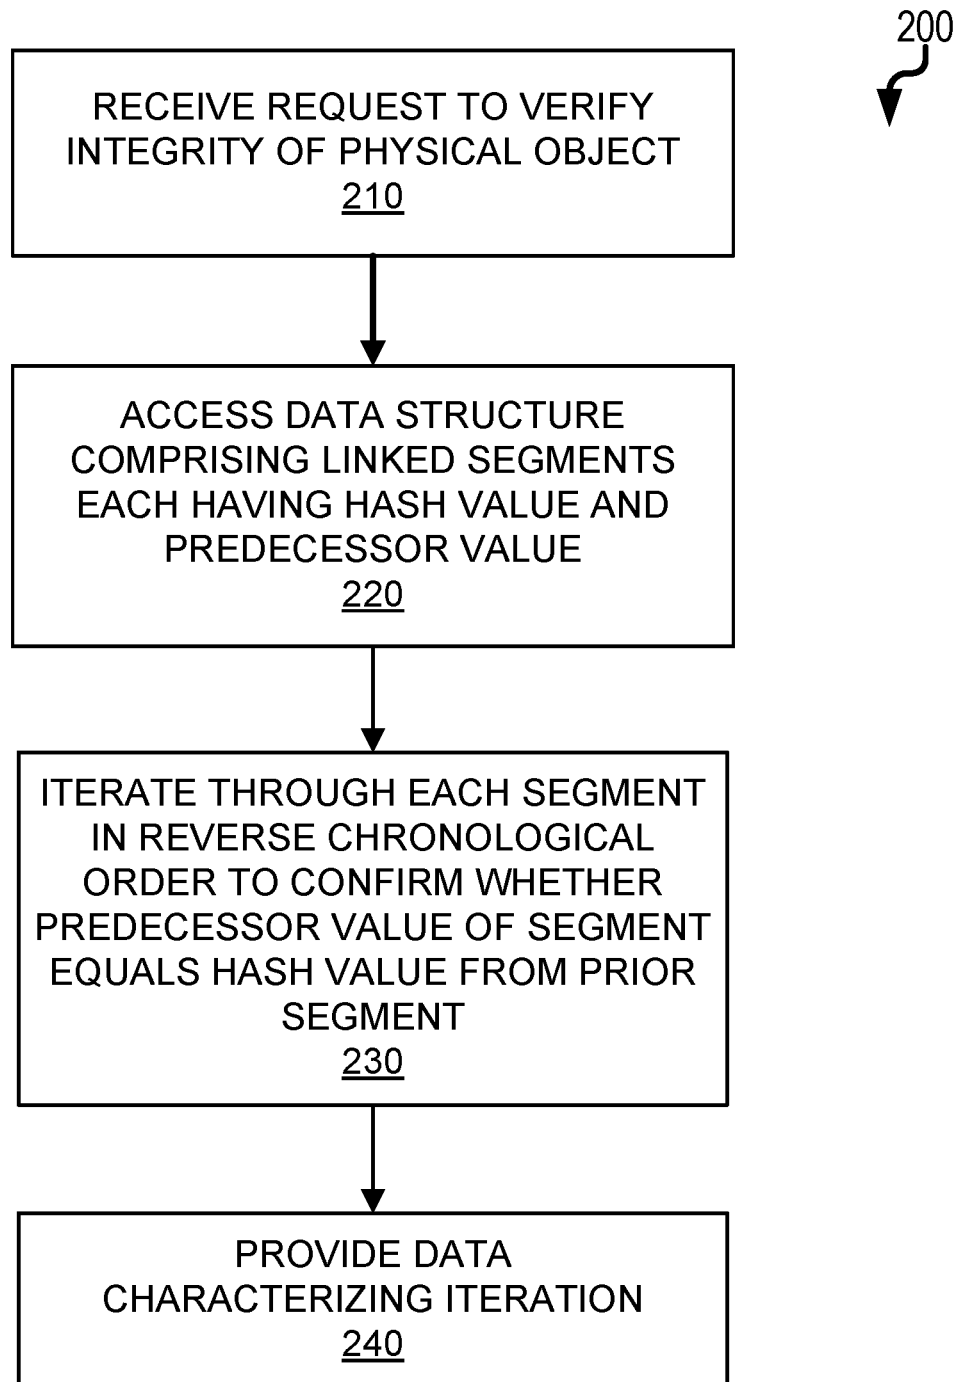 200
RECEIVE REQUEST TO VERIFY
INTEGRITY OF PHYSICAL OBJECT
210
ACCESS DATA STRUCTURE
COMPRISING LINKED SEGMENTS
EACH HAVING HASH VALUE AND
PREDECESSOR VALUE
220
ITERATE THROUGH EACH SEGMENT
IN REVERSE CHRONOLOGICAL
ORDER TO CONFIRM WHETHER
PREDECESSOR VALUE OF SEGMENT
EQUALS HASH VALUE FROM PRIOR
SEGMENT
230
PROVIDE DATA
CHARACTERIZING ITERATION
240